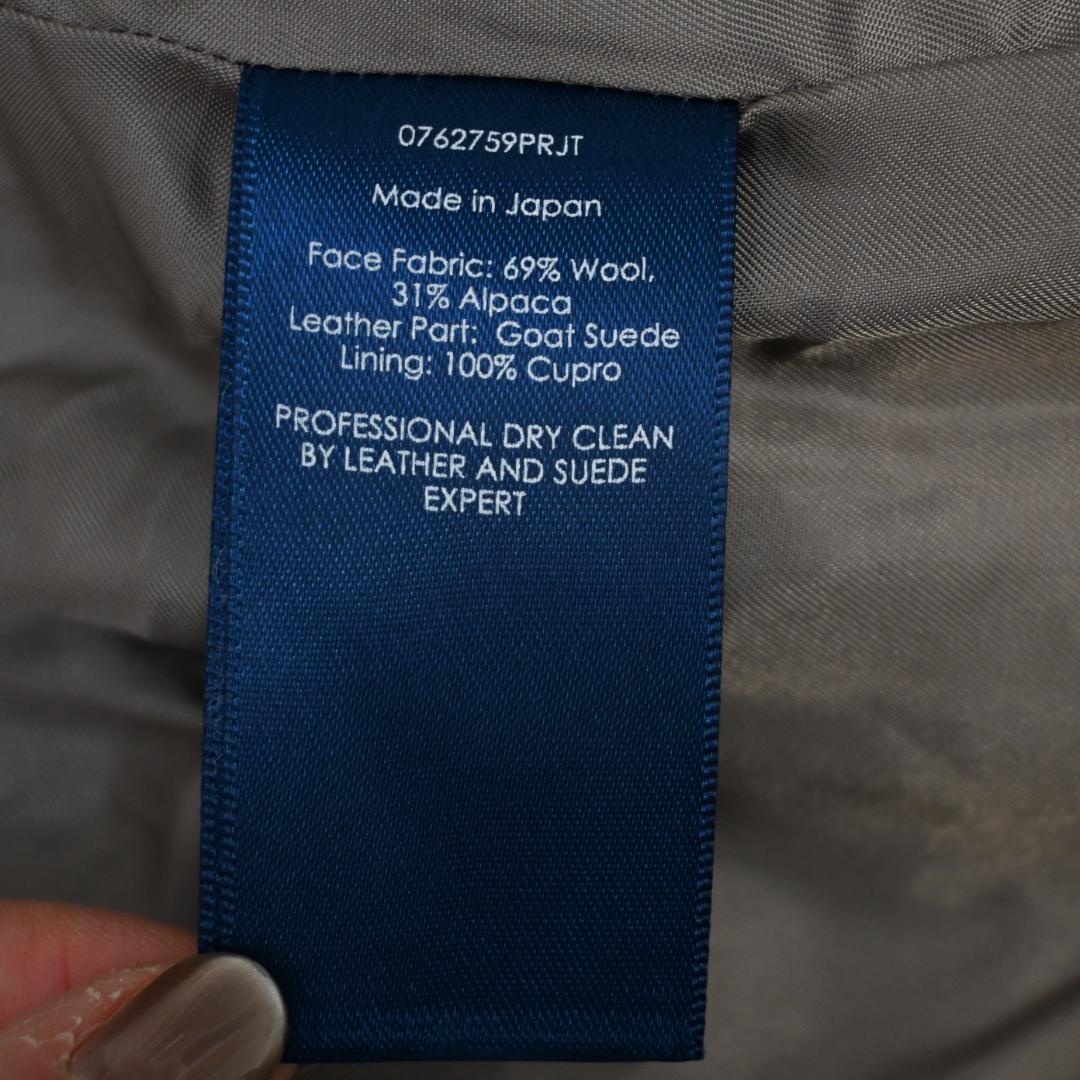 0762759PRJT
Made in Japan
Face Fabric: 69% Wool,
31% Alpaca
Leather Part: Goat Suede
Lining: 100% Cupro
PROFESSIONAL DRY CLEAN
BY LEATHER AND SUEDE
EXPERT